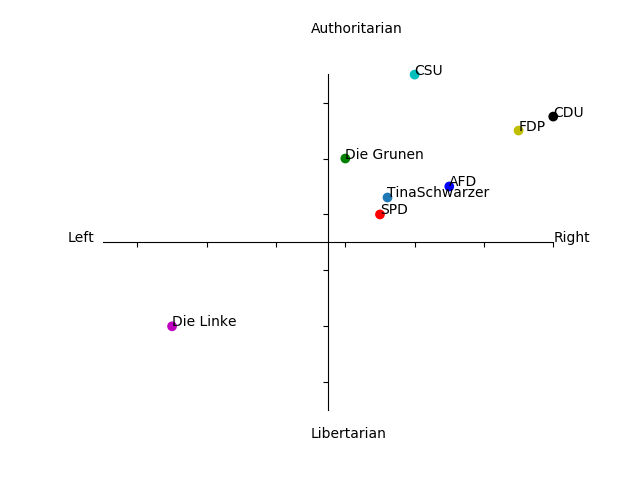 Authoritarian
CSU
CDU
FDP
Die Grunen
AFD
TinaSchwarzer
SPD
Left
Right
Die Linke
Libertarian